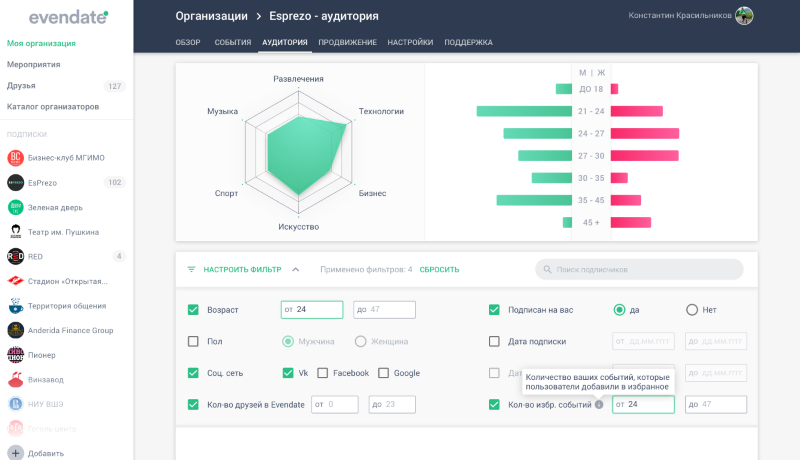 evendate
Моя организация
Мероприятия
Друзья 127
Каталог организаторов
ПОДПИСКИ
Бизнес-клуб МГИМО
EsPrezo 102
Зеленая дверь
Театр им. Пушкина
RED 4
Стадион «Открытая...
Территория общения
Anderida Finance Group
Пионер
Винзавод
НИУ ВШЭ
Гоголь центр
Добавить
Организации > Esprezo - аудитория
Константин Красильников
ОБЗОР СОБЫТИЯ АУДИТОРИЯ ПРОДВИЖЕНИЕ НАСТРОЙКИ ПОДДЕРЖКА
Развлечения
Технологии
Бизнес
Искусство
Спорт
Музыка
М | Ж
ДО 18
21 - 24
24 - 27
27 - 30
30 - 35
35 - 45
45 +
НАСТРОИТЬ ФИЛЬТР Применено фильтров: 4 СБРОСИТЬ Поиск подписчиков
Возраст от 24 до 47 Подписан на вас да Нет
Пол Мужчина Женщина Дата подписки от дд.мм.гггг до дд.мм.гггг
Соц. сеть Vk Facebook Google от дд.мм.гггг до дд.мм.гггг
Количество ваших событий, которые
пользователи добавили в избранное
Кол-во друзей в Evendate от 0 до 23 Кол-во избр. событий от 24 до 47